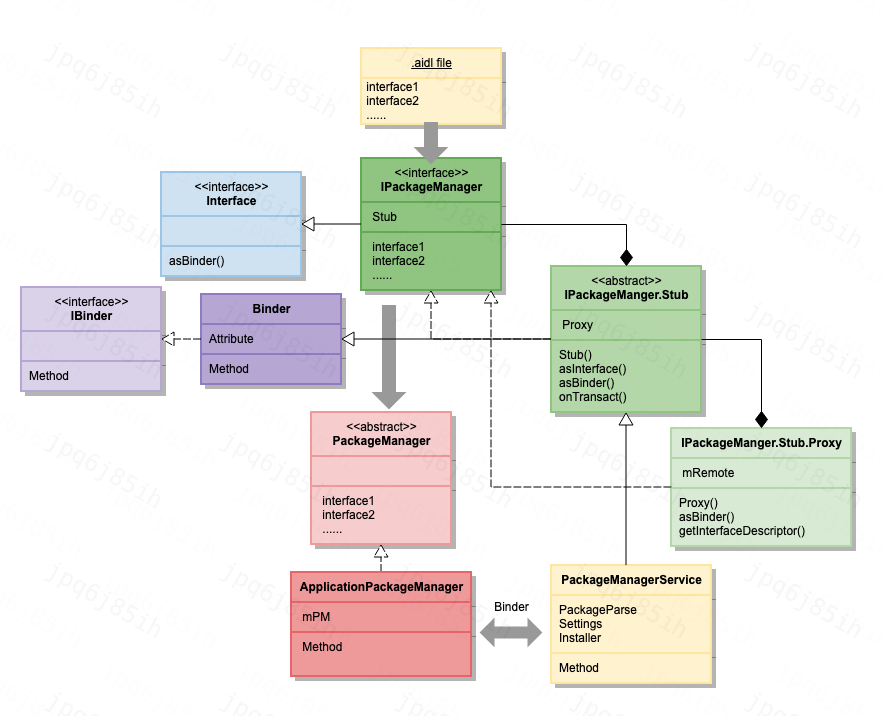 .aidl file
interface1
interface2
......
<<interface>>
IPackageManager
Stub
interface1
interface2
......
<<interface>>
Interface
asBinder()
<<interface>>
IBinder
Method
Binder
Attribute
Method
<<abstract>>
IPackageManger.Stub
Proxy
Stub()
asInterface()
asBinder()
onTransact()
<<abstract>>
PackageManager
interface1
interface2
......
IPackageManger.Stub.Proxy
mRemote
Proxy()
asBinder()
getInterfaceDescriptor()
ApplicationPackageManager
mPM
Method
Binder
PackageManagerService
PackageParse
Settings
Installer
Method
jpq6j85ih